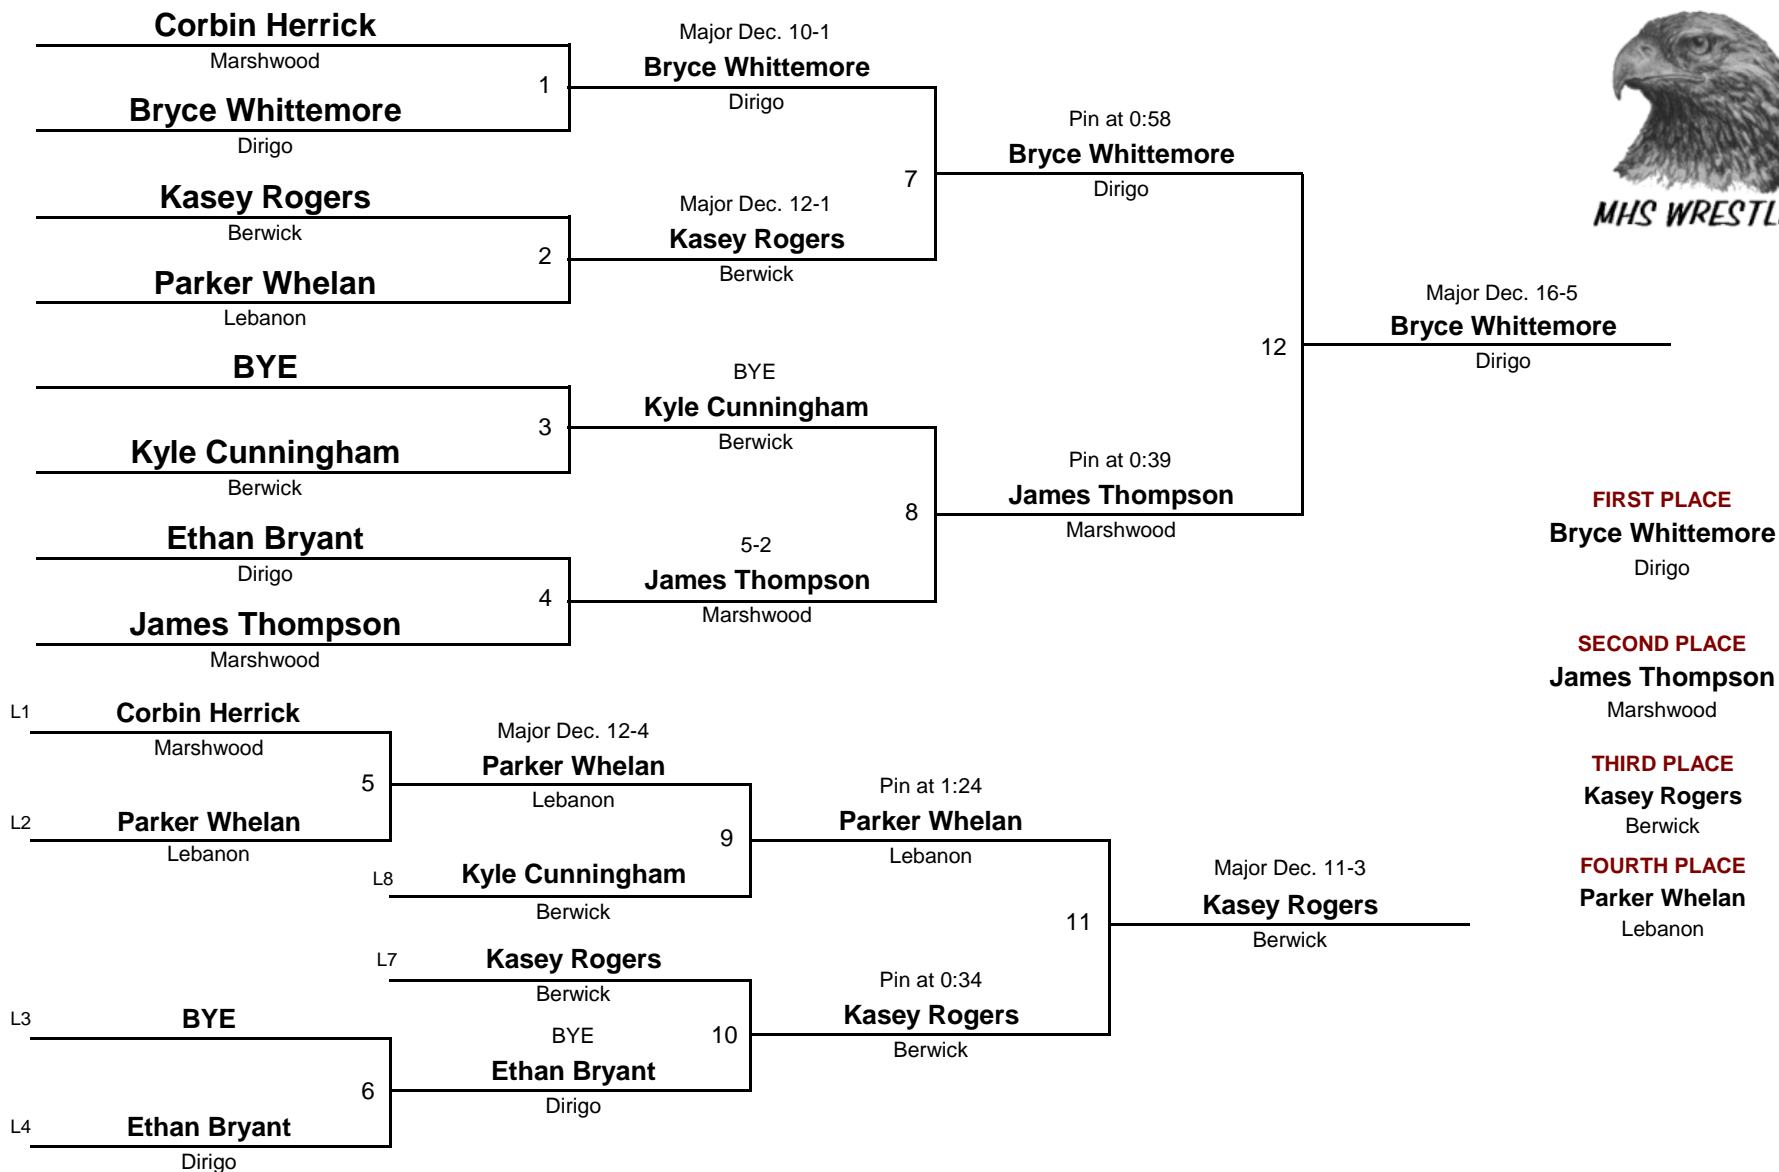 Corbin Herrick
Marshwood
1
Bryce Whittemore
Dirigo
Kasey Rogers
Berwick
2
Parker Whelan
Lebanon
BYE
3
Kyle Cunningham
Berwick
Ethan Bryant
Dirigo
4
James Thompson
Marshwood
Major Dec. 10-1
Bryce Whittemore
Dirigo
7
Major Dec. 12-1
Kasey Rogers
Berwick
BYE
Kyle Cunningham
Berwick
8
5-2
James Thompson
Marshwood
Pin at 0:58
Bryce Whittemore
Dirigo
12
Pin at 0:39
James Thompson
Marshwood
Major Dec. 16-5
Bryce Whittemore
Dirigo
MHS WRESTL
FIRST PLACE
Bryce Whittemore
Dirigo
SECOND PLACE
James Thompson
Marshwood
THIRD PLACE
Kasey Rogers
Berwick
FOURTH PLACE
Parker Whelan
Lebanon
L1
Corbin Herrick
Marshwood
5
L2
Parker Whelan
Lebanon
L3
BYE
6
L4
Ethan Bryant
Dirigo
Major Dec. 12-4
Parker Whelan
Lebanon
9
L8
Kyle Cunningham
Berwick
L7
Kasey Rogers
Berwick
10
BYE
Ethan Bryant
Dirigo
Pin at 1:24
Parker Whelan
Lebanon
11
Pin at 0:34
Kasey Rogers
Berwick
Major Dec. 11-3
Kasey Rogers
Berwick